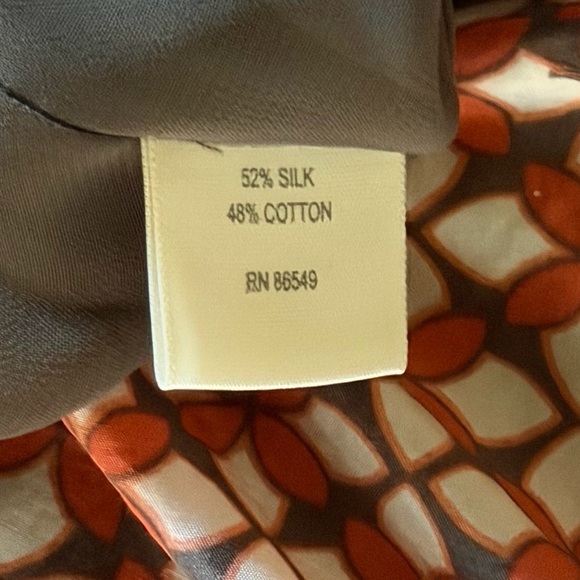 52% SILK
48% COTTON
RN 86549